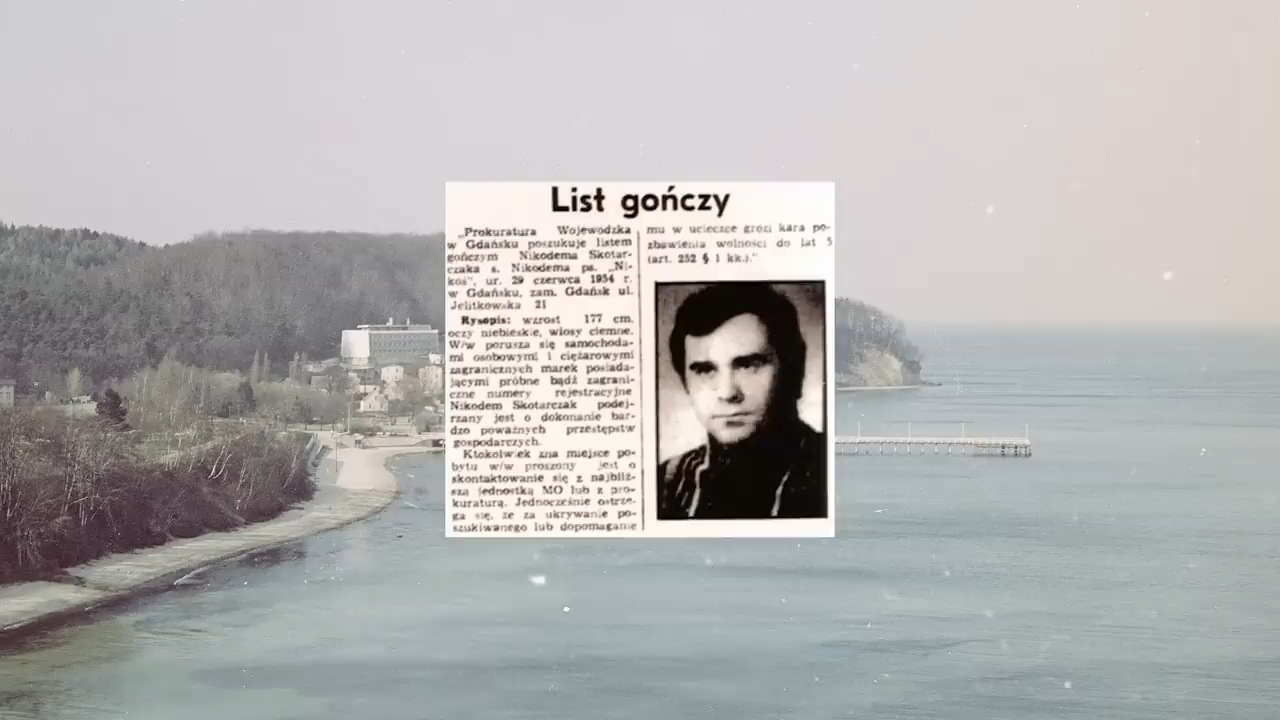 List gończy
„Prokuratura Wojewódzka
w Gdańsku poszukuje listem
gończym Nikodema Skotar-
czaka s. Nikodema ps. „Ni-
koś", ur. 29 czerwca 1954 r.
w Gdańsku, zam. Gdańsk ul.
Jelitkowska 21
Rysopis: wzrost 177 cm,
oczy niebieskie, włosy ciemne.
W/w porusza się samochoda-
mi osobowymi i ciężarowymi
zagranicznych marek posiada-
jącymi próbne bądź zagrani-
czne numery rejestracyjne
Nikodem Skotarczak podej-
rzany jest o dokonanie bar-
dzo poważnych przestępstw
gospodarczych.
Ktokolwiek zna miejsce po-
bytu w/w proszony jest o
skontaktowanie się z najbliż-
szą jednostką MO lub z pro-
kuraturą. Jednocześnie ostrze-
ga się, że za ukrywanie po-
szukiwanego lub dopomaganie
mu w ucieczce grozi kara po-
zbawienia wolności do lat 5
(art. 252 § 1 kk.)."